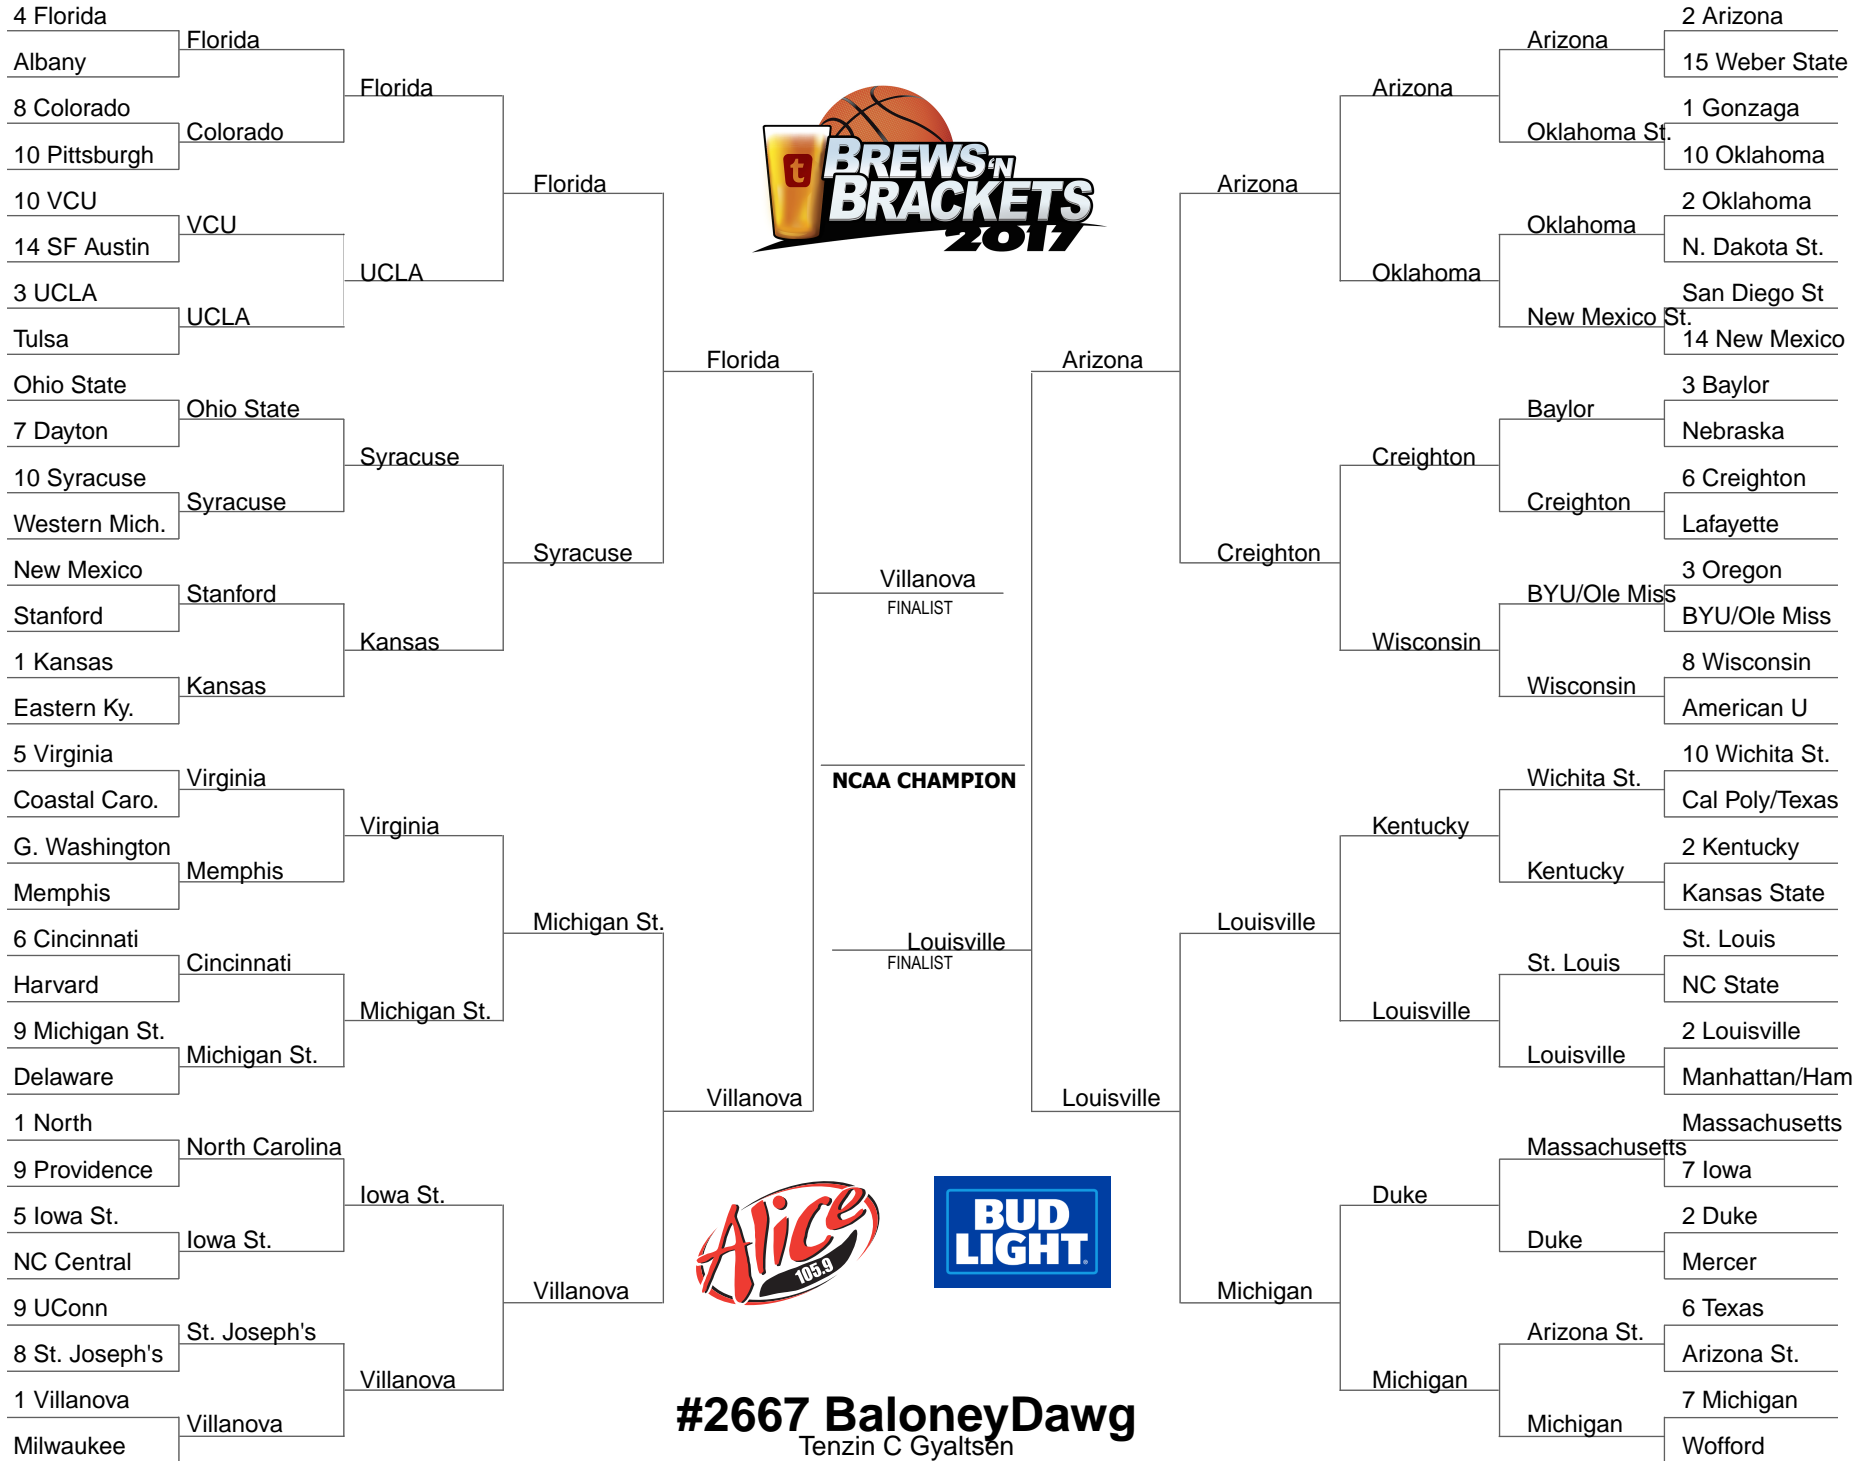 4 Florida
Albany
8 Colorado
10 Pittsburgh
10 VCU
14 SF Austin
3 UCLA
Tulsa
Ohio State
7 Dayton
10 Syracuse
Western Mich.
New Mexico
Stanford
1 Kansas
Eastern Ky.
5 Virginia
Coastal Caro.
G. Washington
Memphis
6 Cincinnati
Harvard
9 Michigan St.
Delaware
1 North
9 Providence
5 Iowa St.
NC Central
9 UConn
8 St. Joseph's
1 Villanova
Milwaukee
Florida
Colorado
VCU
UCLA
Ohio State
Syracuse
Stanford
Kansas
Virginia
Memphis
Cincinnati
Michigan St.
North Carolina
Iowa St.
St. Joseph's
Villanova
Florida
UCLA
Syracuse
Kansas
Virginia
Michigan St.
Iowa St.
Villanova
Florida
Syracuse
Michigan St.
Villanova
Florida
Villanova
t
BREWS 'N
BRACKETS
2017
Villanova
FINALIST
NCAA CHAMPION
Louisville
FINALIST
Alice
105.9
BUD
LIGHT
#2667 BaloneyDawg
Tenzin C Gyaltsen
Arizona
Louisville
Arizona
Creighton
Louisville
Michigan
Arizona
Oklahoma
Creighton
Wisconsin
Kentucky
Louisville
Duke
Michigan
Arizona
Oklahoma St.
Oklahoma
New Mexico St.
Baylor
Creighton
BYU/Ole Miss
Wisconsin
Wichita St.
Kentucky
St. Louis
Louisville
Massachusetts
Duke
Arizona St.
Michigan
2 Arizona
15 Weber State
1 Gonzaga
10 Oklahoma
2 Oklahoma
N. Dakota St.
San Diego St
14 New Mexico
3 Baylor
Nebraska
6 Creighton
Lafayette
3 Oregon
BYU/Ole Miss
8 Wisconsin
American U
10 Wichita St.
Cal Poly/Texas
2 Kentucky
Kansas State
St. Louis
NC State
2 Louisville
Manhattan/Ham
Massachusetts
7 Iowa
2 Duke
Mercer
6 Texas
Arizona St.
7 Michigan
Wofford